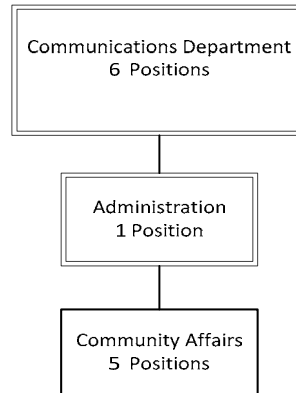 Communications Department
6 Positions
Administration
1 Position
Community Affairs
5 Positions